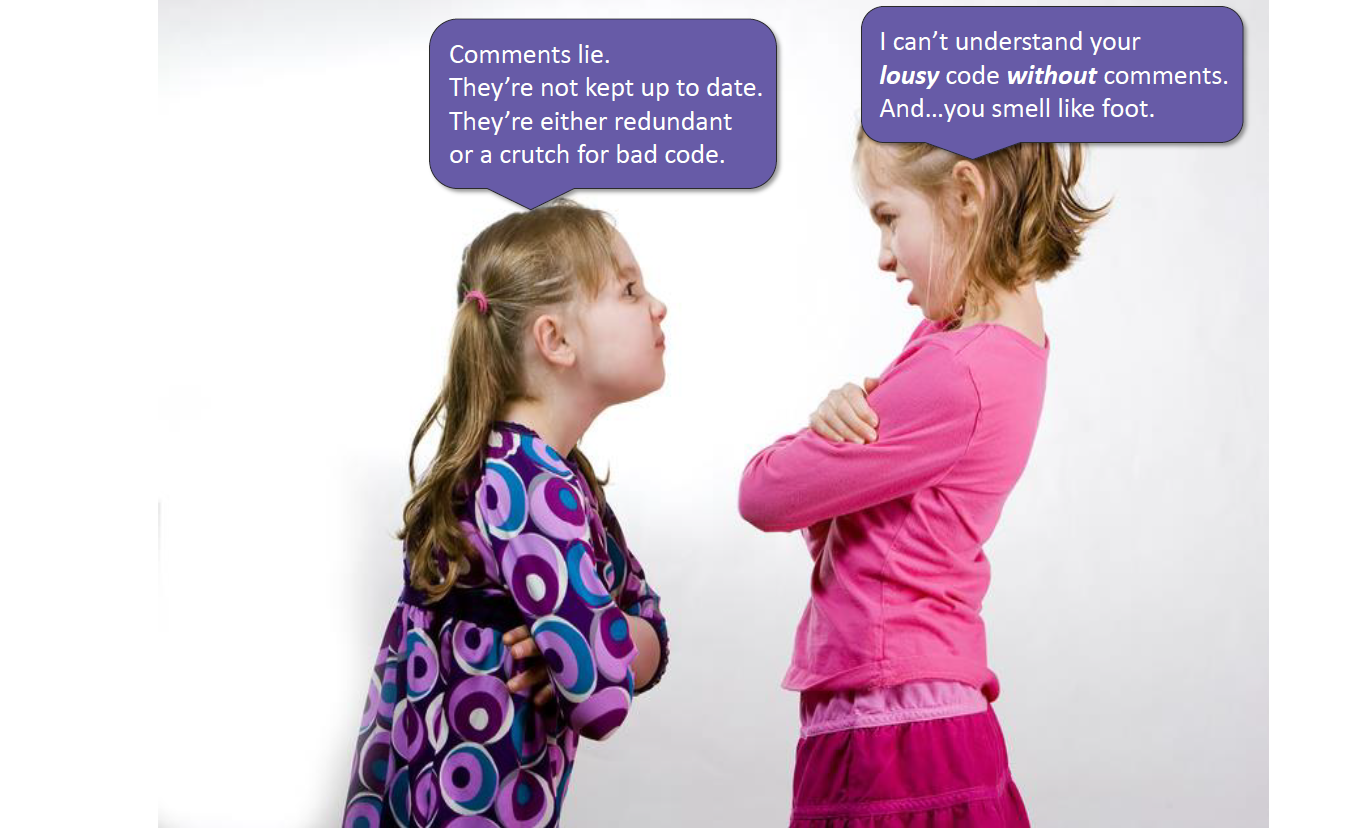 Comments lie.
They’re not kept up to date.
They’re either redundant
or a crutch for bad code.
I can’t understand your
lousy code without comments.
And…you smell like foot.